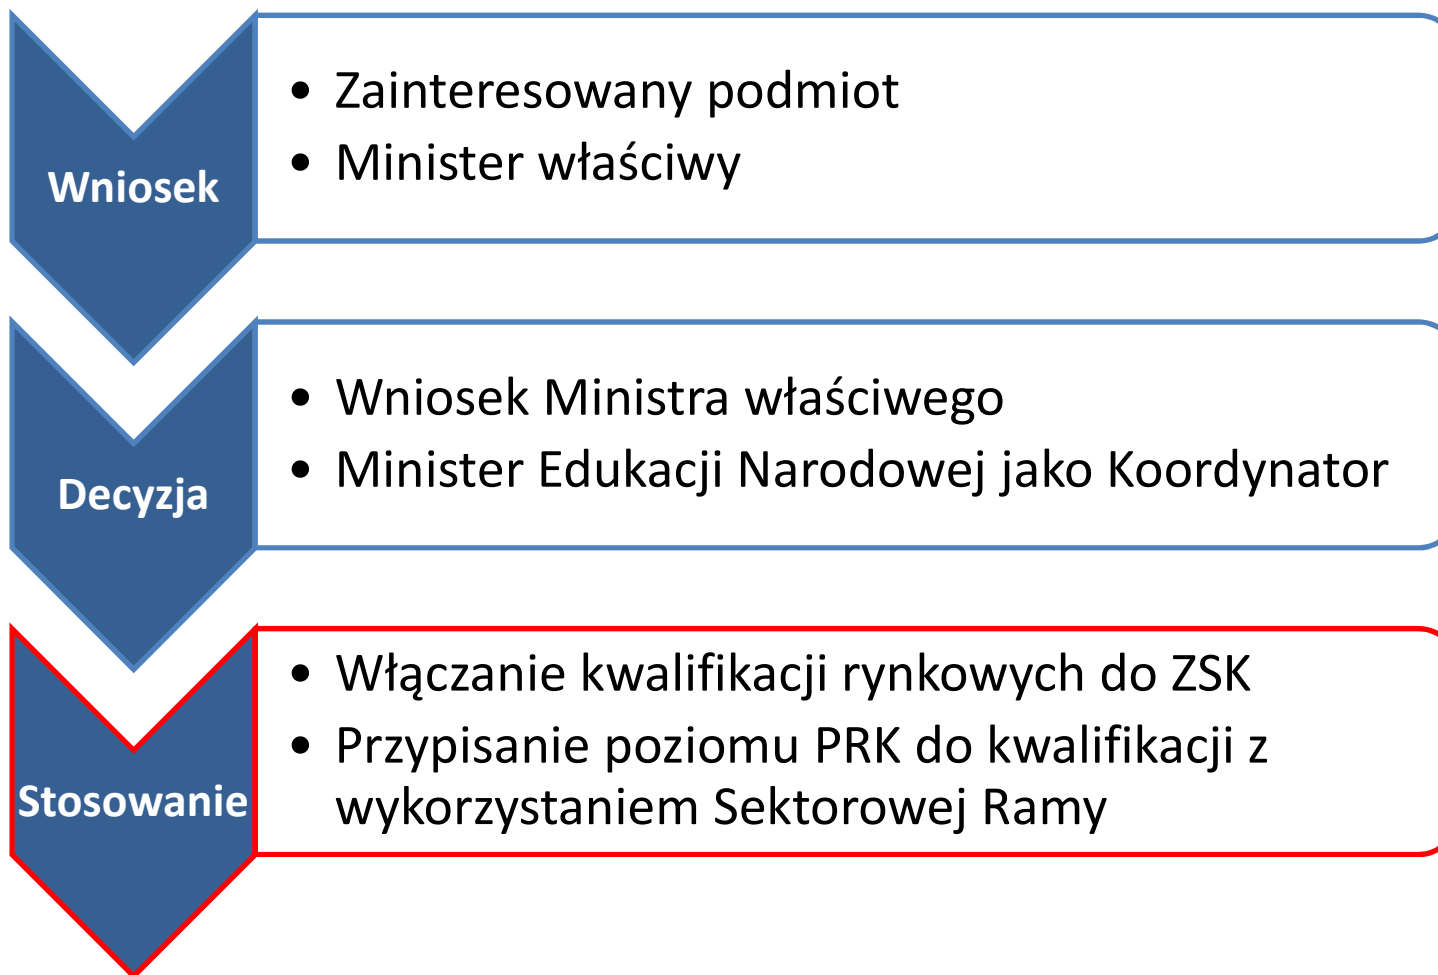 Wniosek
• Zainteresowany podmiot
• Minister właściwy
Decyzja
• Wniosek Ministra właściwego
• Minister Edukacji Narodowej jako Koordynator
Stosowanie
• Włączanie kwalifikacji rynkowych do ZSK
• Przypisanie poziomu PRK do kwalifikacji z
wykorzystaniem Sektorowej Ramy